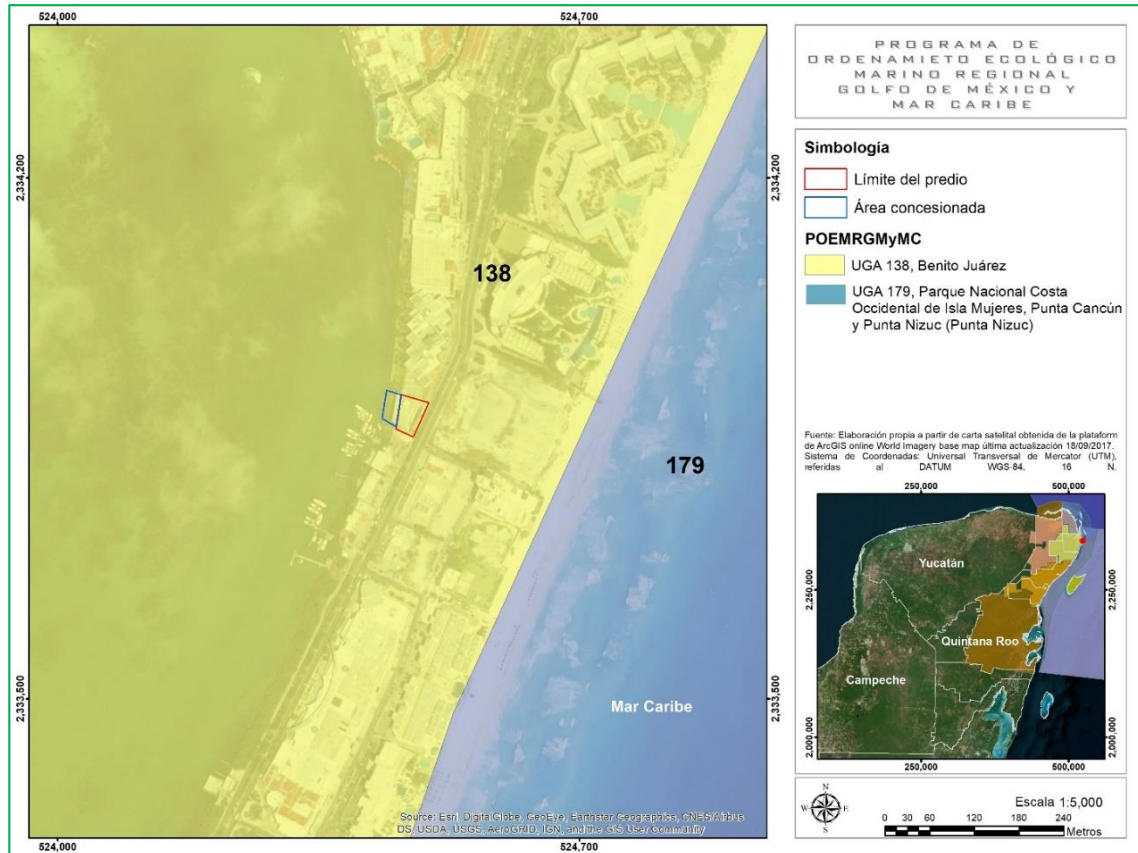 524,000
524,700
2,334,200
2,334,200
138
179
2,333,500
2,333,500
Mar Caribe
Source: Esri, DigitalGlobe, GeoEye, Earthstar Geographics, CNES/Airbus
DS, USDA, USGS, AeroGRID, IGN, and the GIS User Community
524,000
524,700
PROGRAMA DE
ORDENAMIETO ECOLÓGICO
MARINO REGIONAL
GOLFO DE MÉXICO Y
MAR CARIBE
Simbología
Límite del predio
Área concesionada
POEMRGMyMC
UGA 138, Benito Juárez
UGA 179, Parque Nacional Costa
Occidental de Isla Mujeres, Punta Cancún
y Punta Nizuc (Punta Nizuc)
Fuente: Elaboración propia a partir de carta satelital obtenida de la plataform
de ArcGIS online World Imagery base map última actualización 18/09/2017.
Sistema de Coordenadas: Universal Transversal de Mercator (UTM),
referidas al DATUM WGS-84, 16 N.
250,000
500,000
Yucatán
2,250,000
2,250,000
Quintana Roo
Campeche
2,000,000
2,000,000
250,000
500,000
N
W
E
S
Escala 1:5,000
0 30 60 120 180 240
Metros